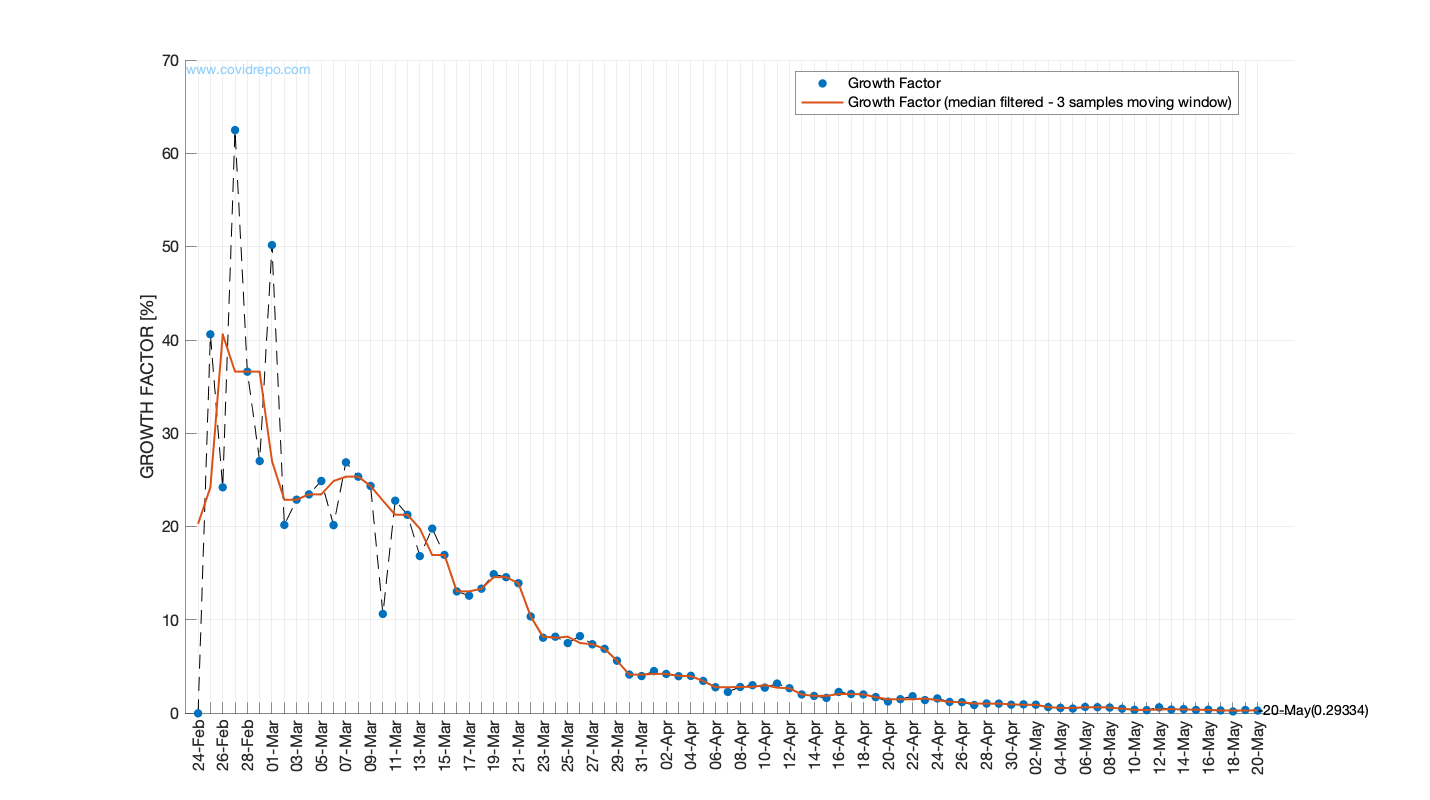 70
www.covidrepo.com
Growth Factor
Growth Factor (median filtered - 3 samples moving window)
60
50
40
30
20
10
0
GROWTH FACTOR [%]
20-May(0.29334)
24-Feb
26-Feb
28-Feb
01-Mar
03-Mar
05-Mar
07-Mar
09-Mar
11-Mar
13-Mar
15-Mar
17-Mar
19-Mar
21-Mar
23-Mar
25-Mar
27-Mar
29-Mar
31-Mar
02-Apr
04-Apr
06-Apr
08-Apr
10-Apr
12-Apr
14-Apr
16-Apr
18-Apr
20-Apr
22-Apr
24-Apr
26-Apr
28-Apr
30-Apr
02-May
04-May
06-May
08-May
10-May
12-May
14-May
16-May
18-May
20-May